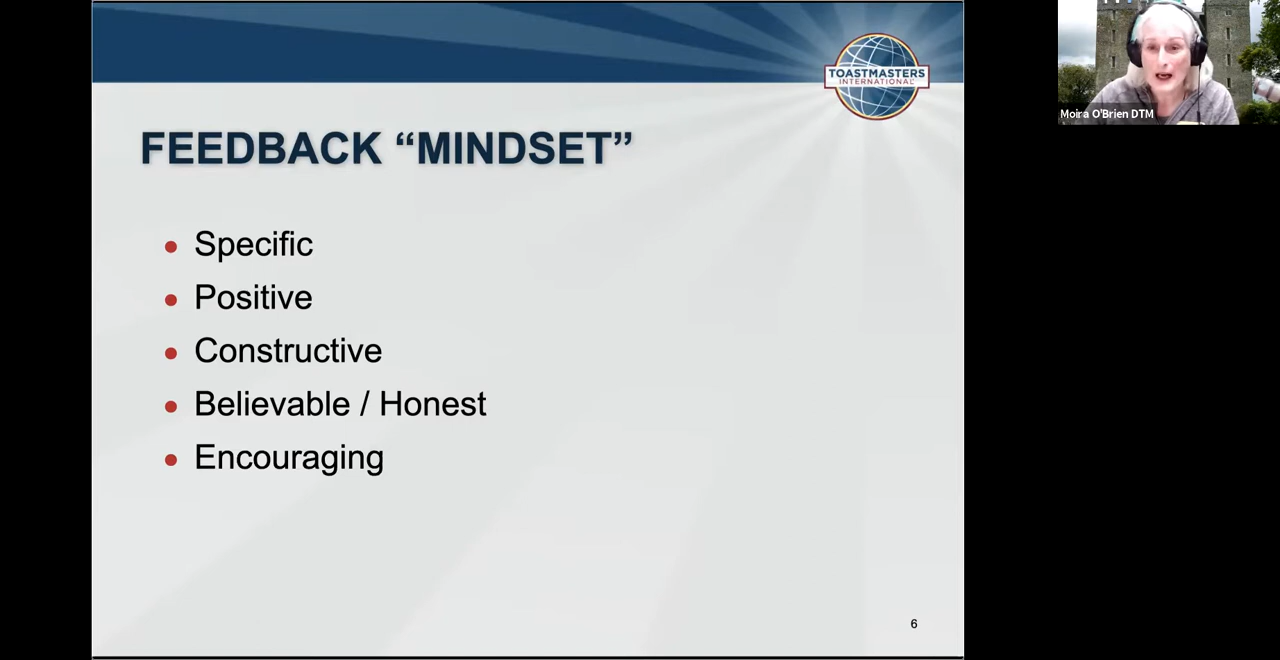 TOASTMASTERS
INTERNATIONAL
FEEDBACK “MINDSET”
Specific
Positive
Constructive
Believable / Honest
Encouraging
6
Moira O'Brien DTM